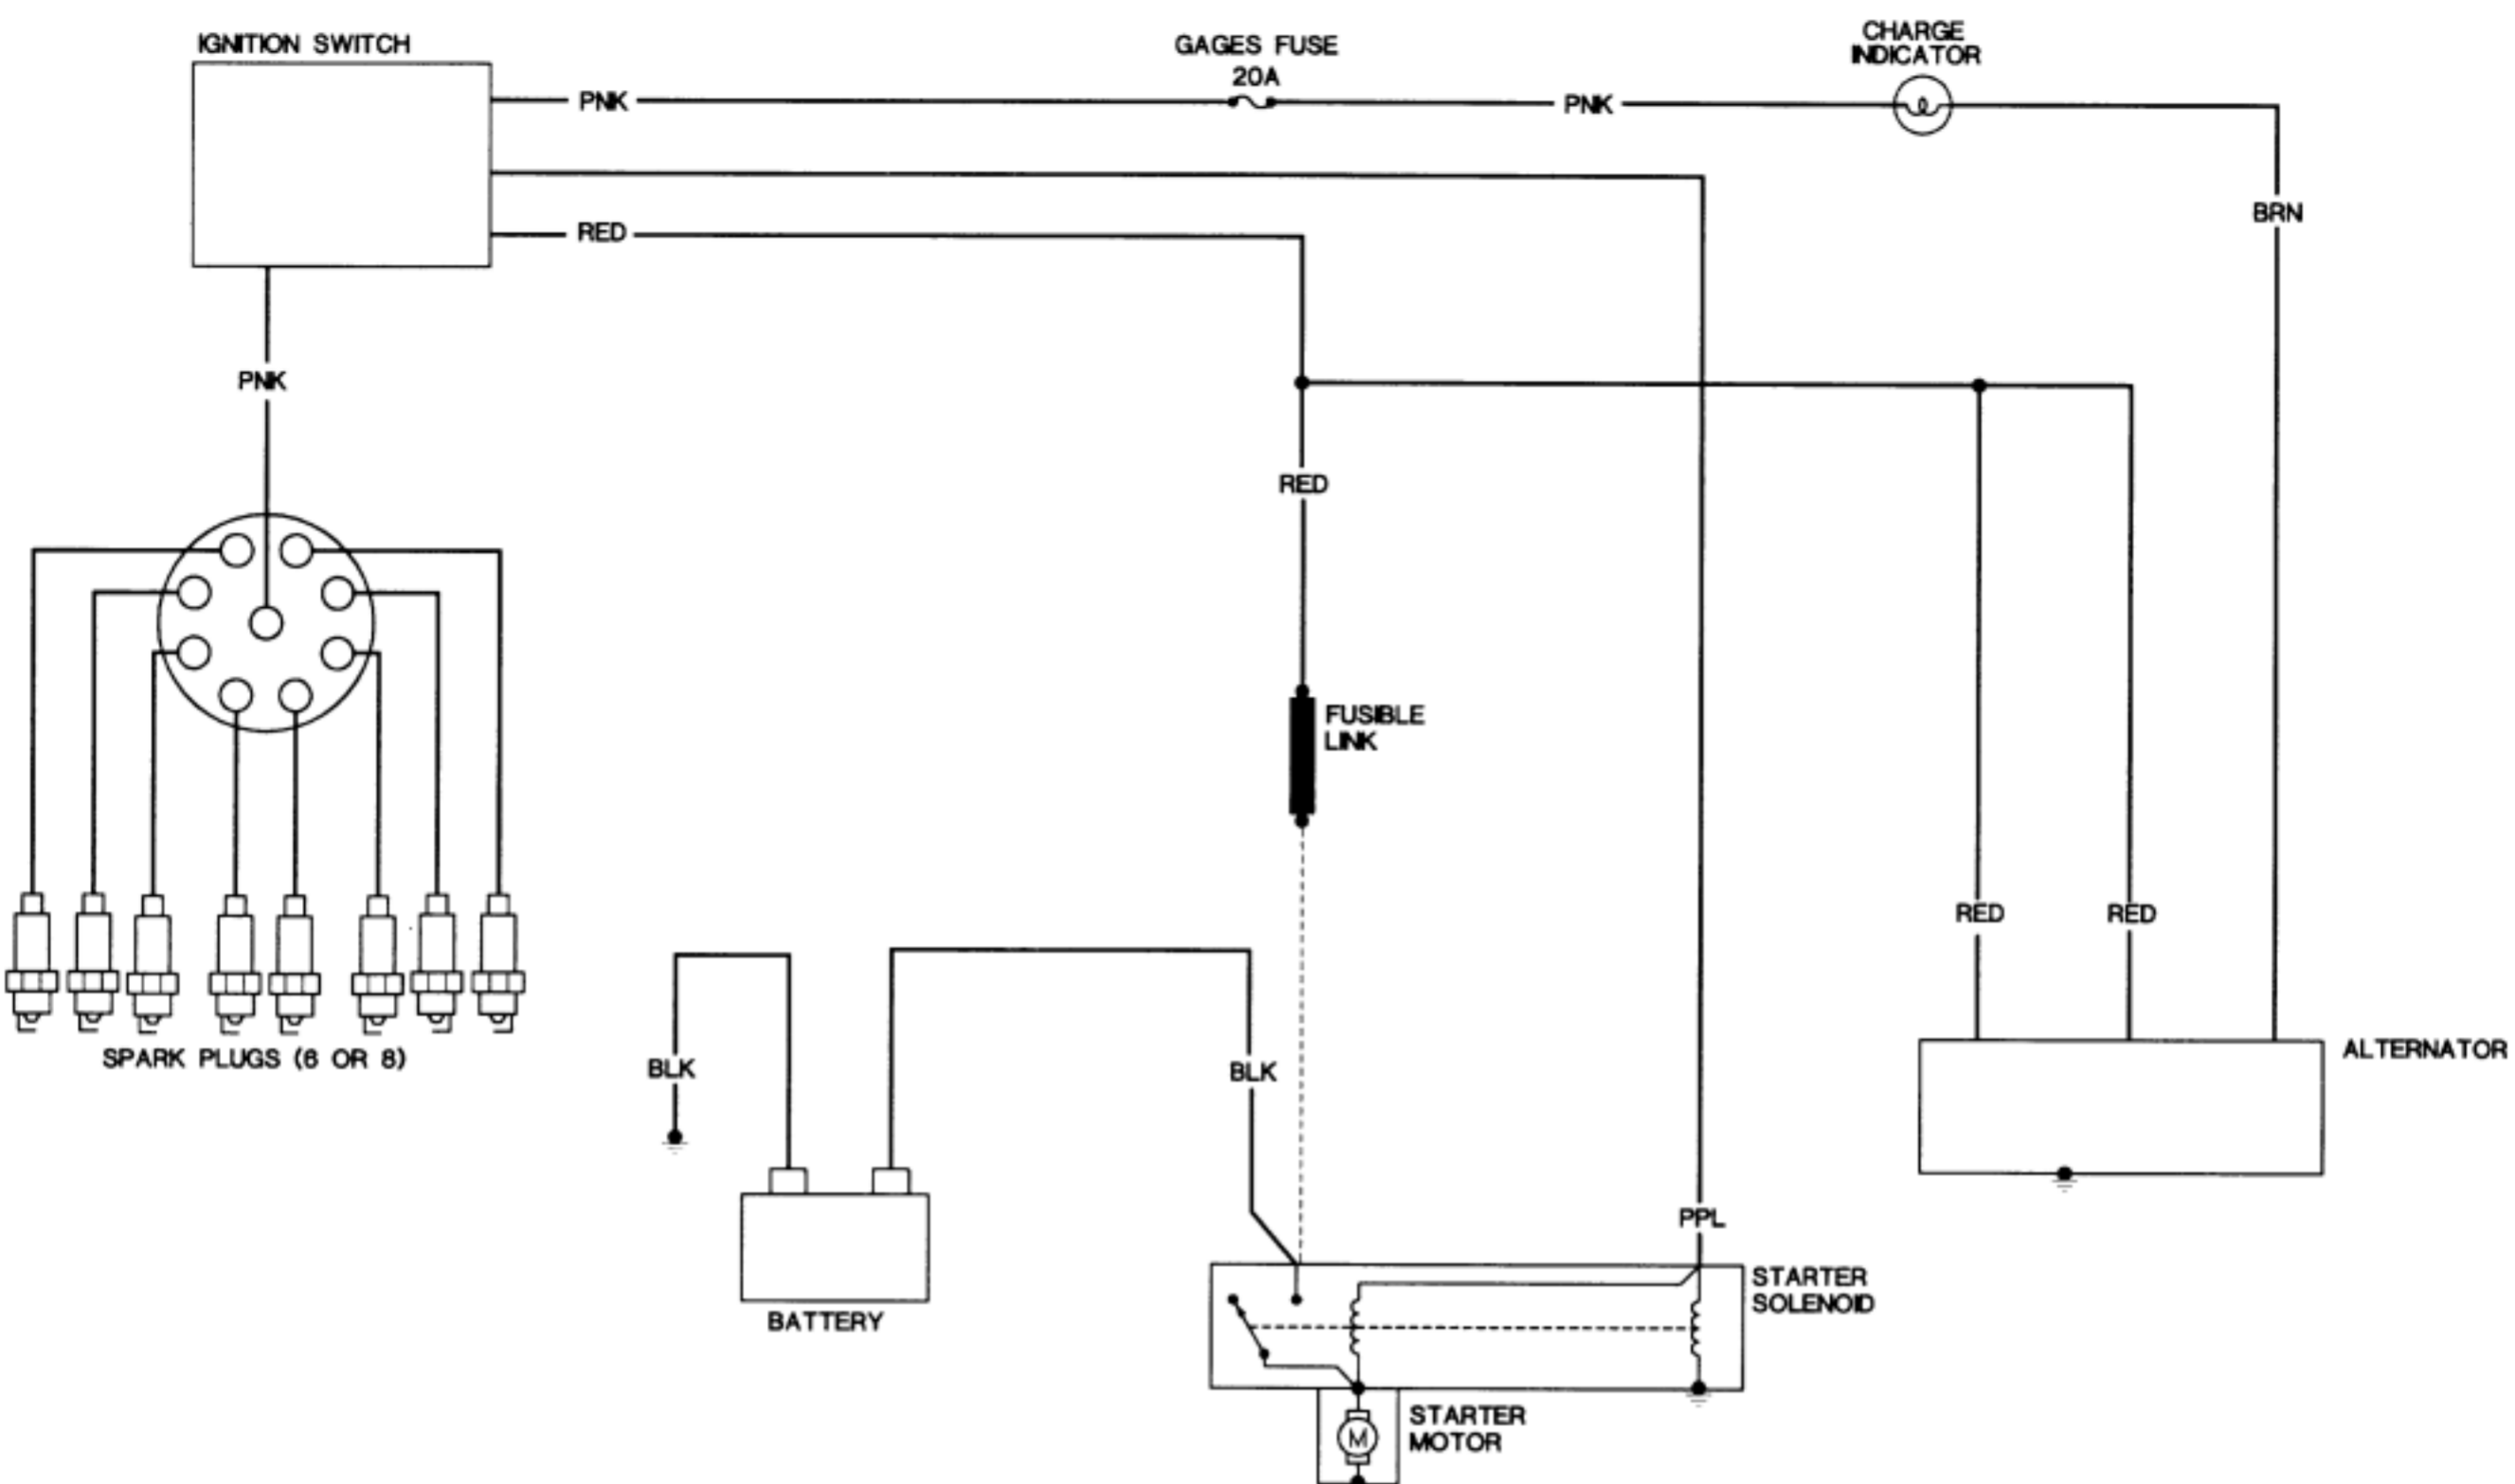 IGNITION SWITCH
GAGES FUSE
20A
CHARGE
INDICATOR
PNK
PNK
BRN
RED
PNK
RED
FUSIBLE
LINK
RED
RED
SPARK PLUGS (6 OR 8)
BLK
BLK
ALTERNATOR
PPL
BATTERY
STARTER
SOLENOID
M
STARTER
MOTOR